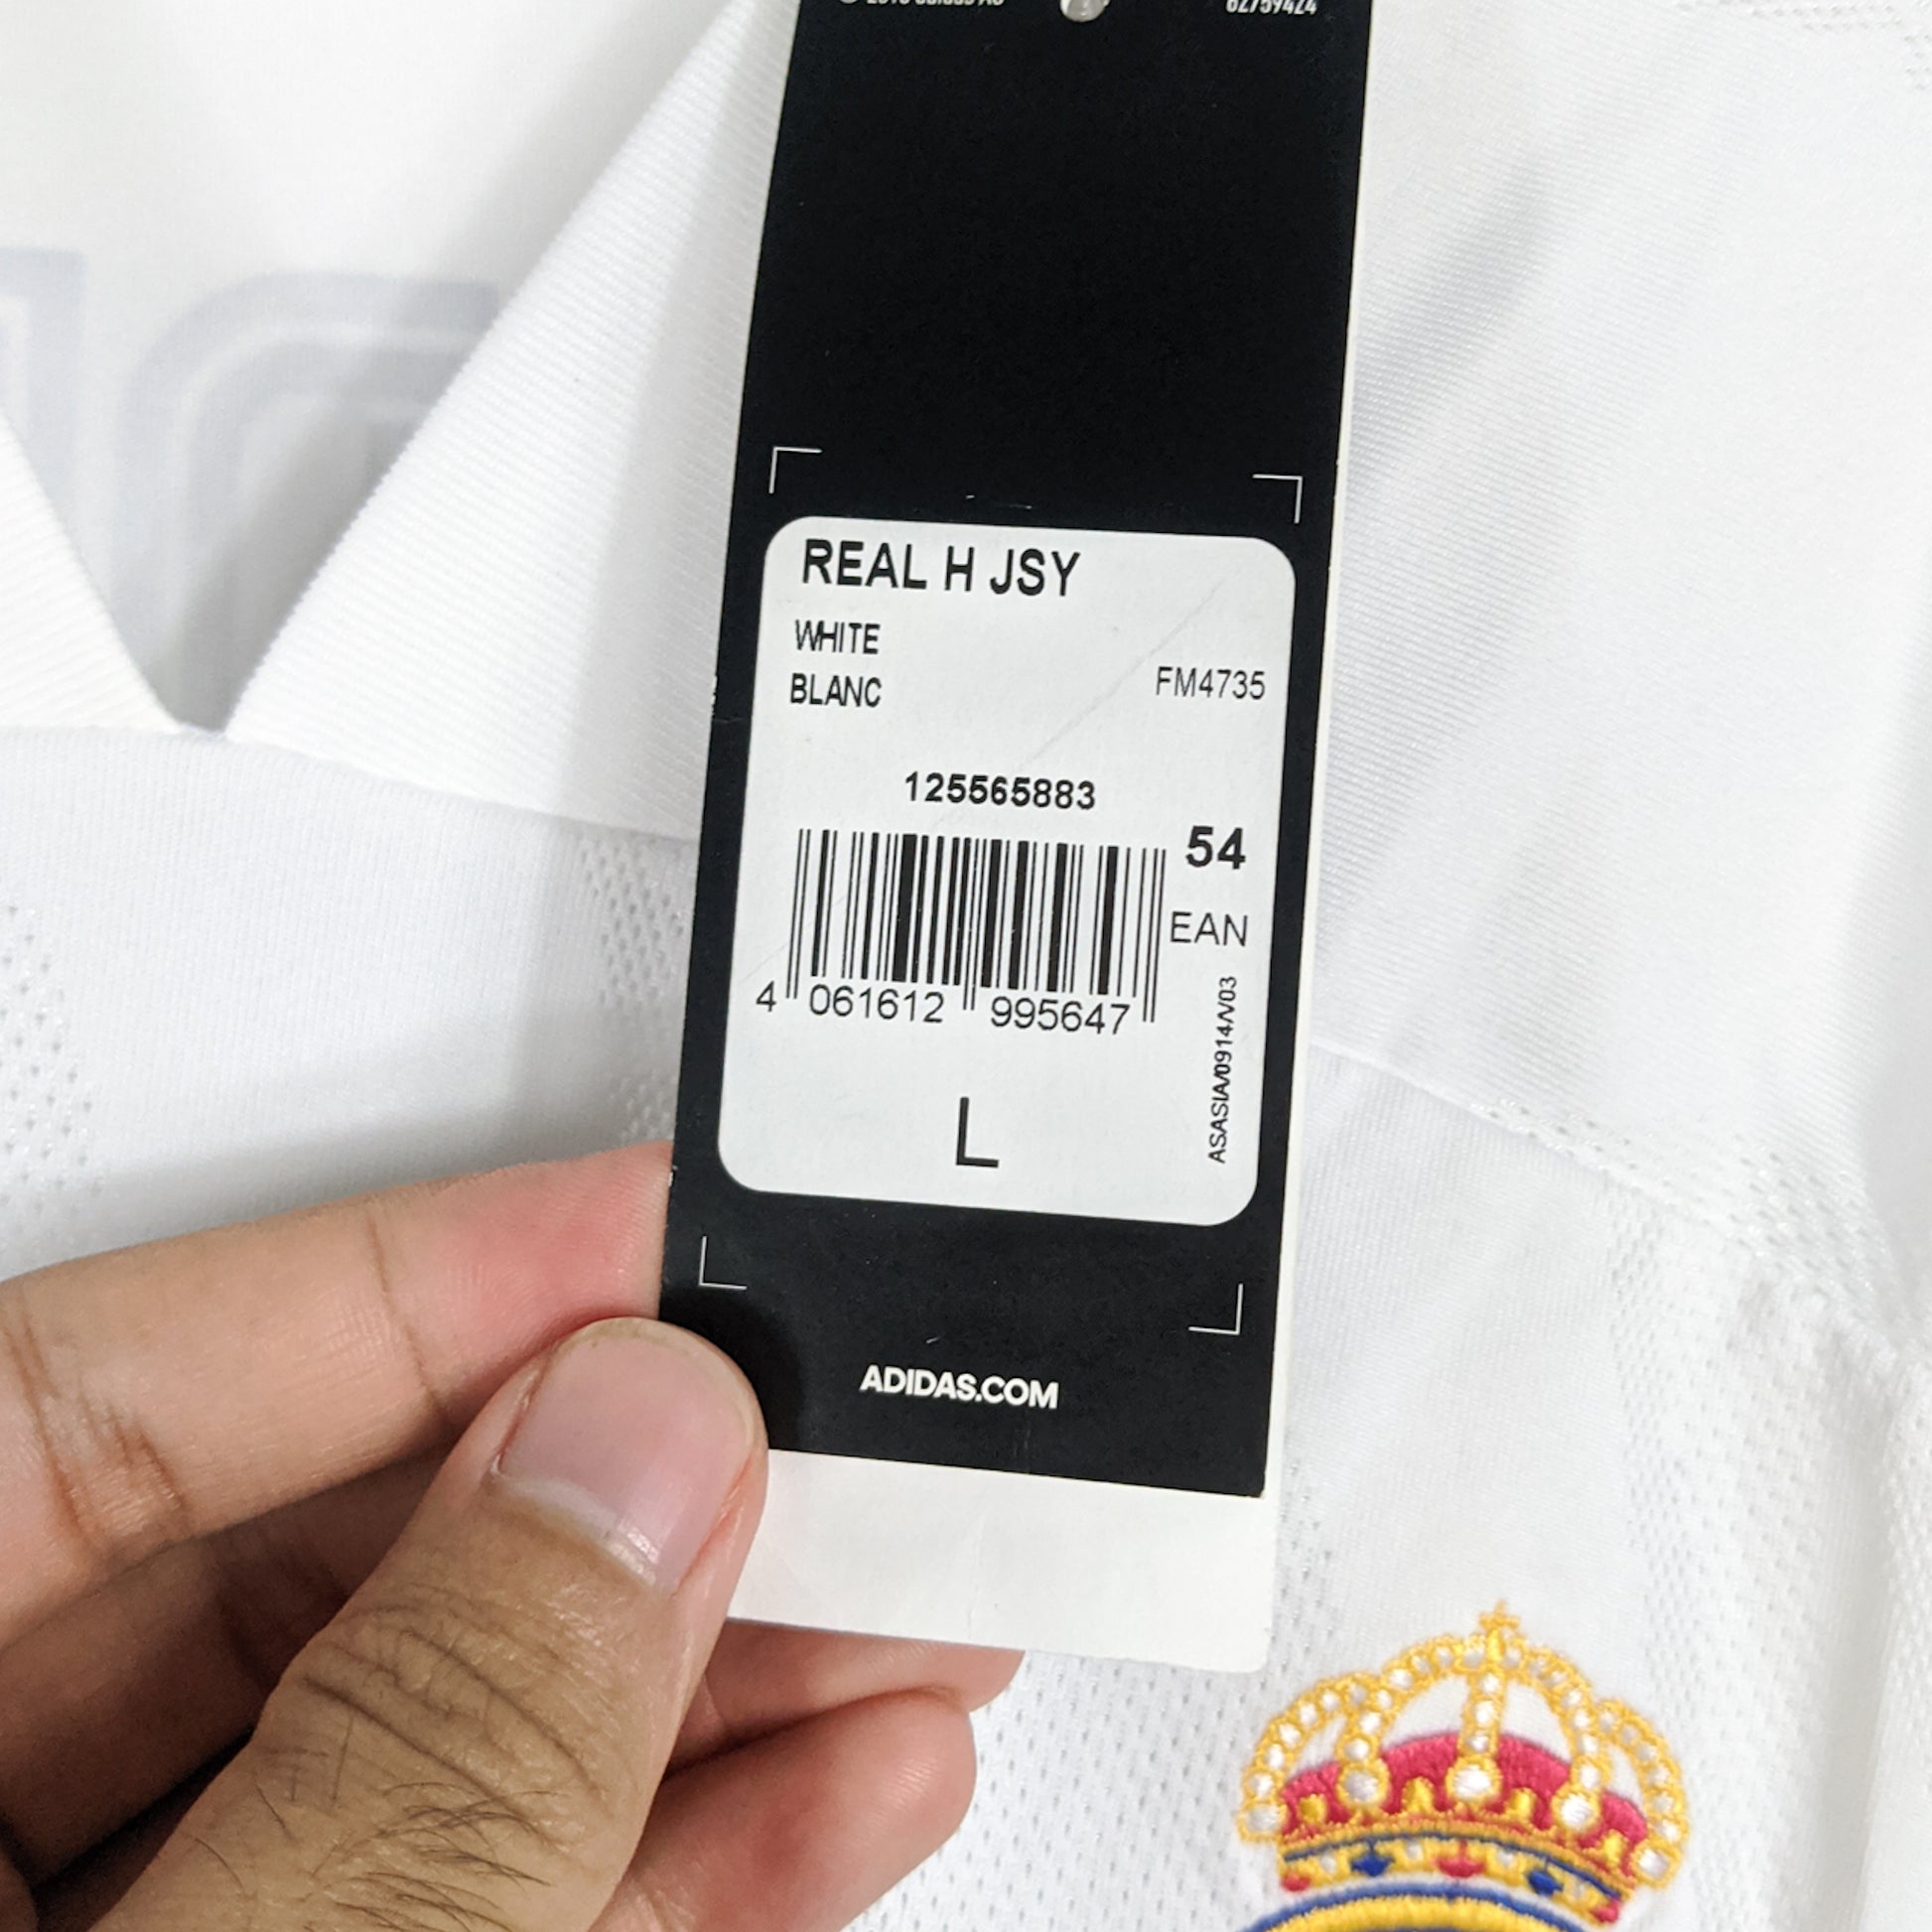 REAL H JSY
WHITE
BLANC
FM4735
125565883
54
EAN
4 061612 995647
ASASIA/0914/V03
L
ADIDAS.COM